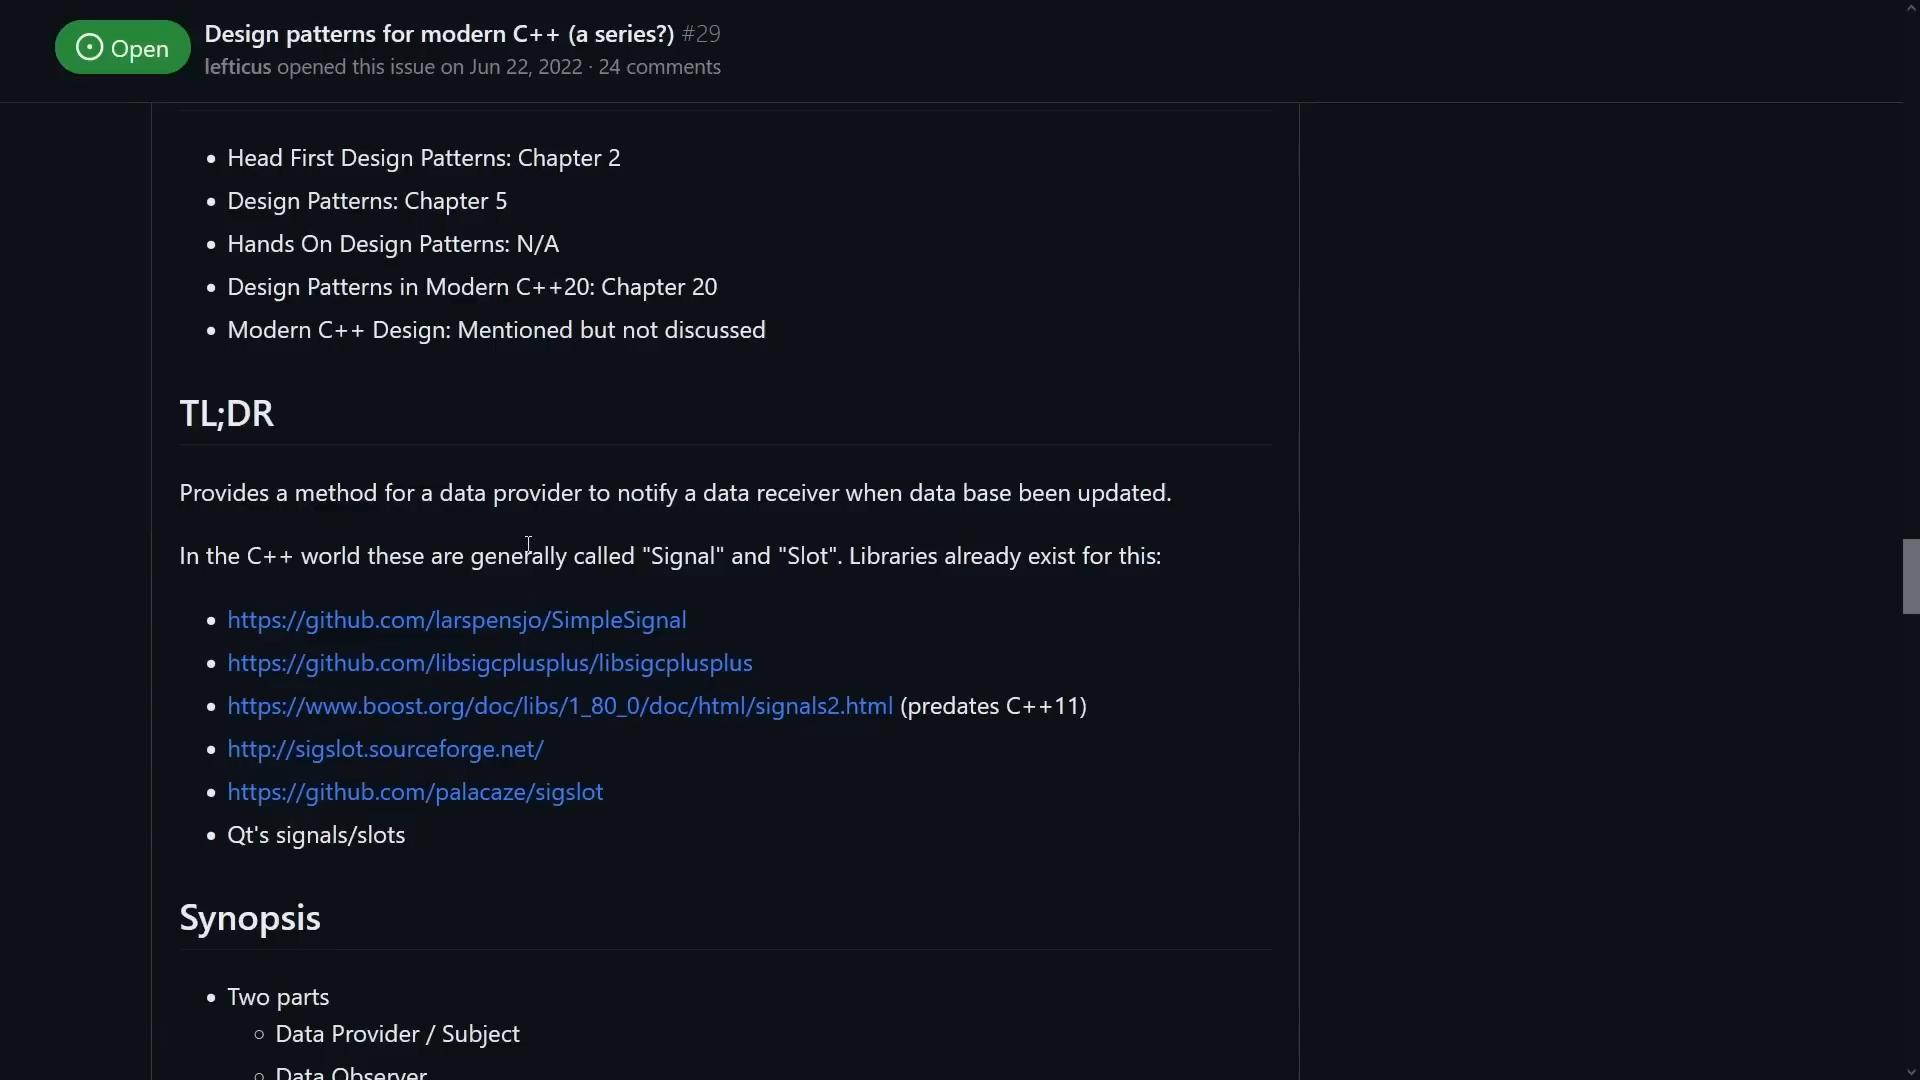 Open
Design patterns for modern C++ (a series?) #29
lefticus opened this issue on Jun 22, 2022 · 24 comments
• Head First Design Patterns: Chapter 2
• Design Patterns: Chapter 5
• Hands On Design Patterns: N/A
• Design Patterns in Modern C++20: Chapter 20
• Modern C++ Design: Mentioned but not discussed
TL;DR
Provides a method for a data provider to notify a data receiver when data base been updated.
In the C++ world these are generally called "Signal" and "Slot". Libraries already exist for this:
• https://github.com/larspensjo/SimpleSignal
• https://github.com/libsigcplusplus/libsigcplusplus
• https://www.boost.org/doc/libs/1_80_0/doc/html/signals2.html (predates C++11)
• http://sigslot.sourceforge.net/
• https://github.com/palacaze/sigslot
• Qt's signals/slots
Synopsis
• Two parts
◦ Data Provider / Subject
◦ Data Observer